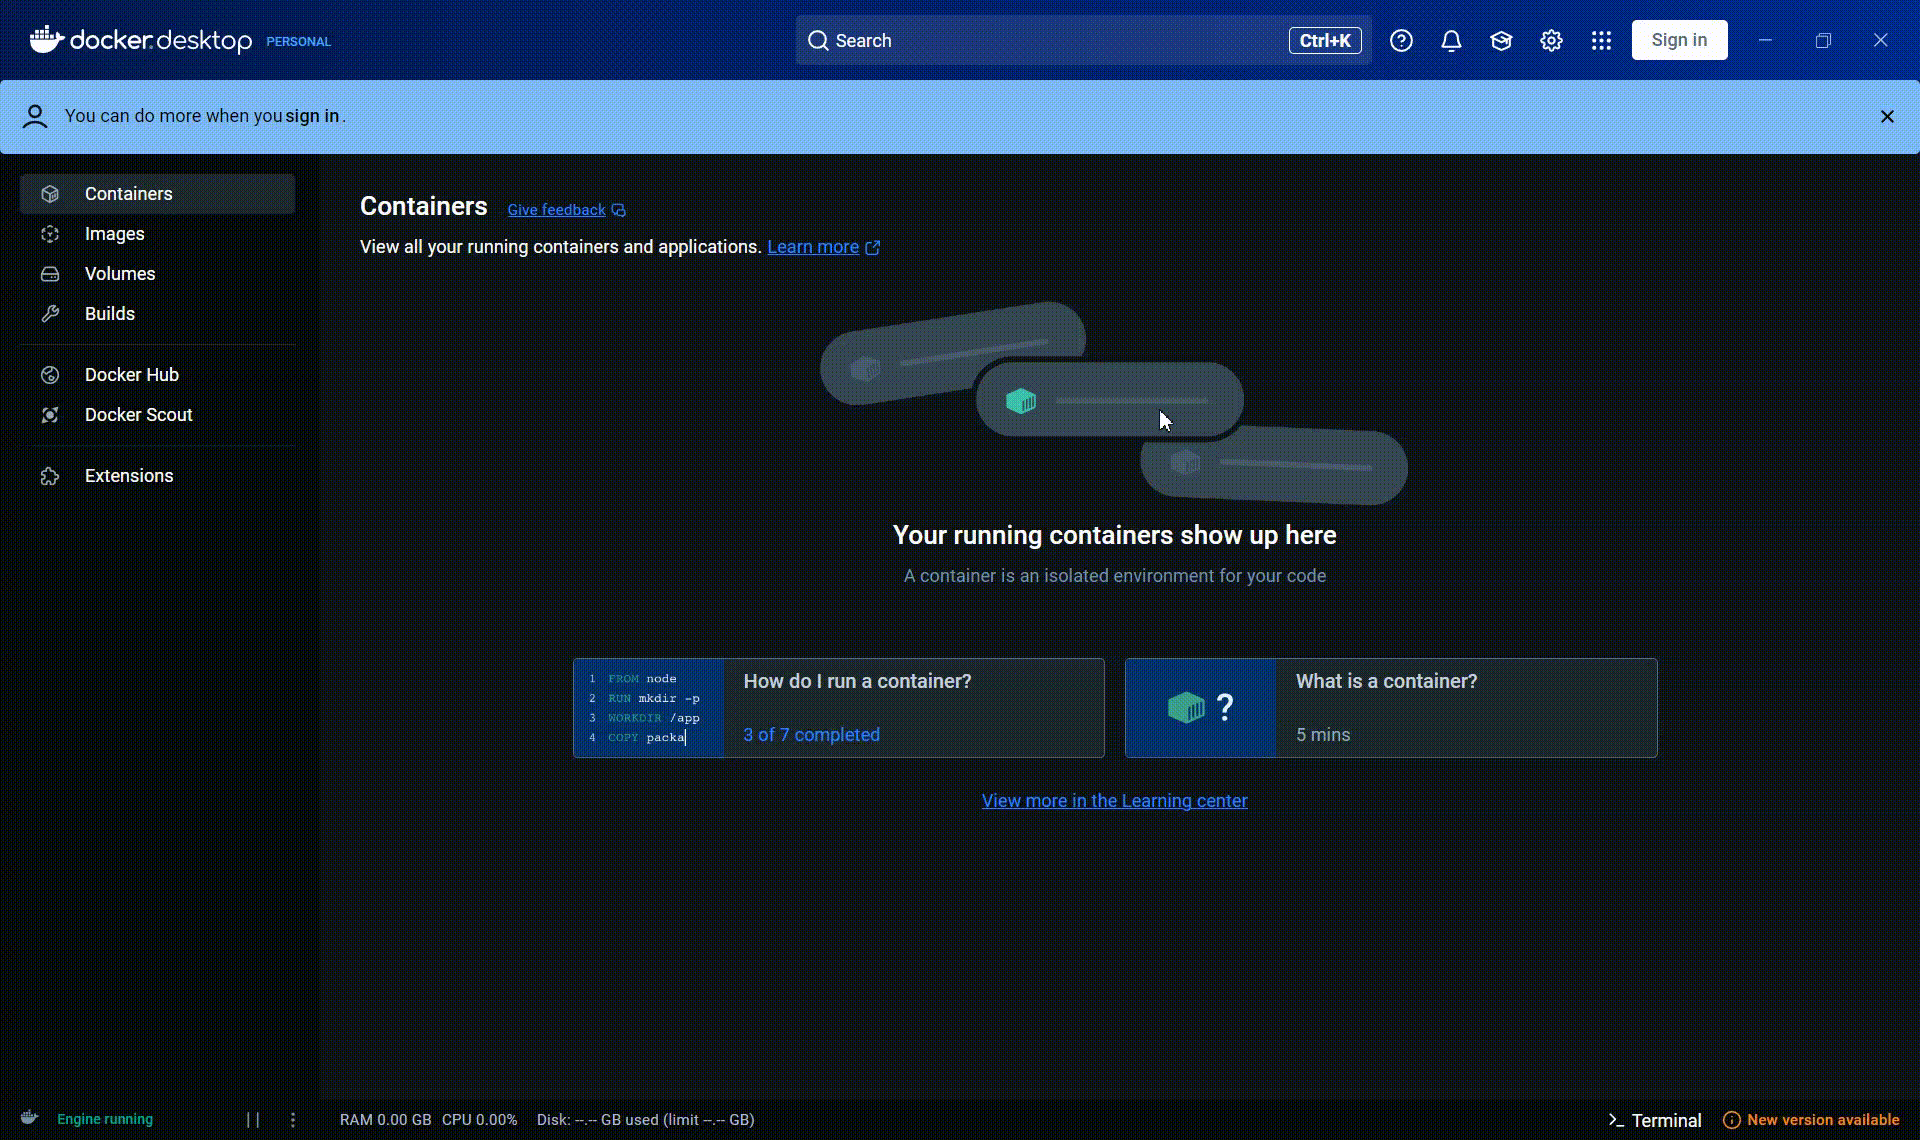 docker.desktop PERSONAL
Search Ctrl+K
Sign in
You can do more when you sign in.
Containers
Images
Volumes
Builds
Docker Hub
Docker Scout
Extensions
Containers Give feedback
View all your running containers and applications. Learn more
Your running containers show up here
A container is an isolated environment for your code
1 FROM node
2 RUN mkdir -p
3 WORKDIR /app
4 COPY packa
How do I run a container?
3 of 7 completed
?
What is a container?
5 mins
View more in the Learning center
Engine running
RAM 0.00 GB CPU 0.00% Disk: --.-- GB used (limit --.-- GB)
>_ Terminal
New version available